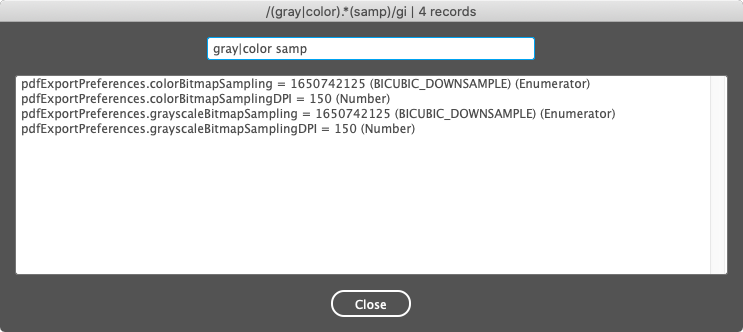 /(gray|color).*(samp)/gi | 4 records
gray|color samp
pdfExportPreferences.colorBitmapSampling = 1650742125 (BICUBIC_DOWNSAMPLE) (Enumerator)
pdfExportPreferences.colorBitmapSamplingDPI = 150 (Number)
pdfExportPreferences.grayscaleBitmapSampling = 1650742125 (BICUBIC_DOWNSAMPLE) (Enumerator)
pdfExportPreferences.grayscaleBitmapSamplingDPI = 150 (Number)
Close